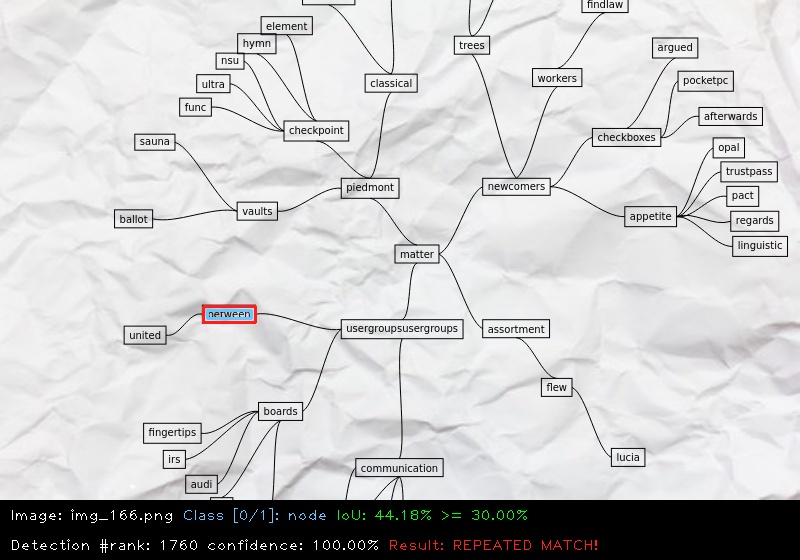 findlaw
element
hymn
trees
argued
nsu
workers
pocketpc
ultra
classical
func
afterwards
checkpoint
checkboxes
sauna
opal
trustpass
piedmont
newcomers
pact
vaults
ballot
appetite
regards
matter
linguistic
united
usergroupsusergroups
assortment
flew
boards
fingertips
irs
lucia
communication
audi
Image: img_166.png Class [0/1]: node IoU: 44.18% >= 30.00%
Detection #rank: 1760 confidence: 100.00% Result: REPEATED MATCH!